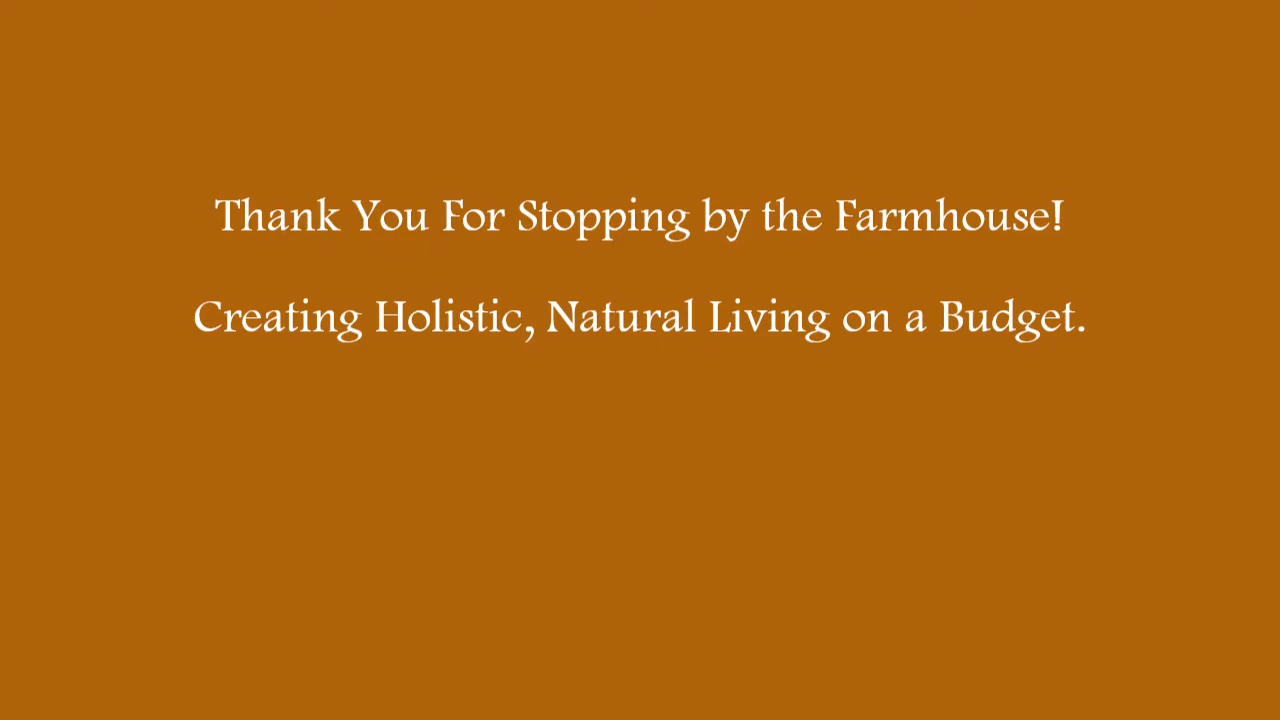 Thank You For Stopping by the Farmhouse!
Creating Holistic, Natural Living on a Budget.